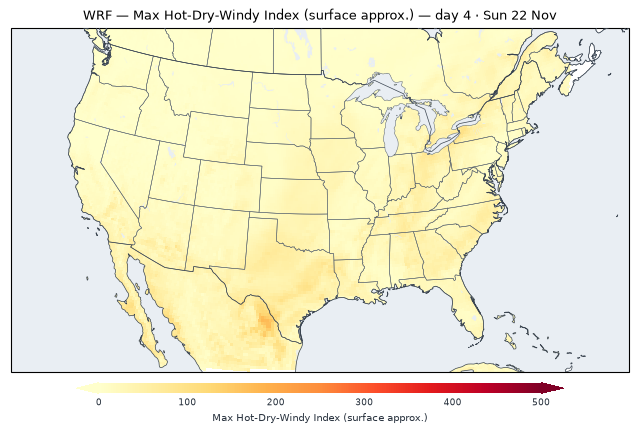 WRF — Max Hot-Dry-Windy Index (surface approx.) — day 4 · Sun 22 Nov
0 100 200 300 400 500
Max Hot-Dry-Windy Index (surface approx.)